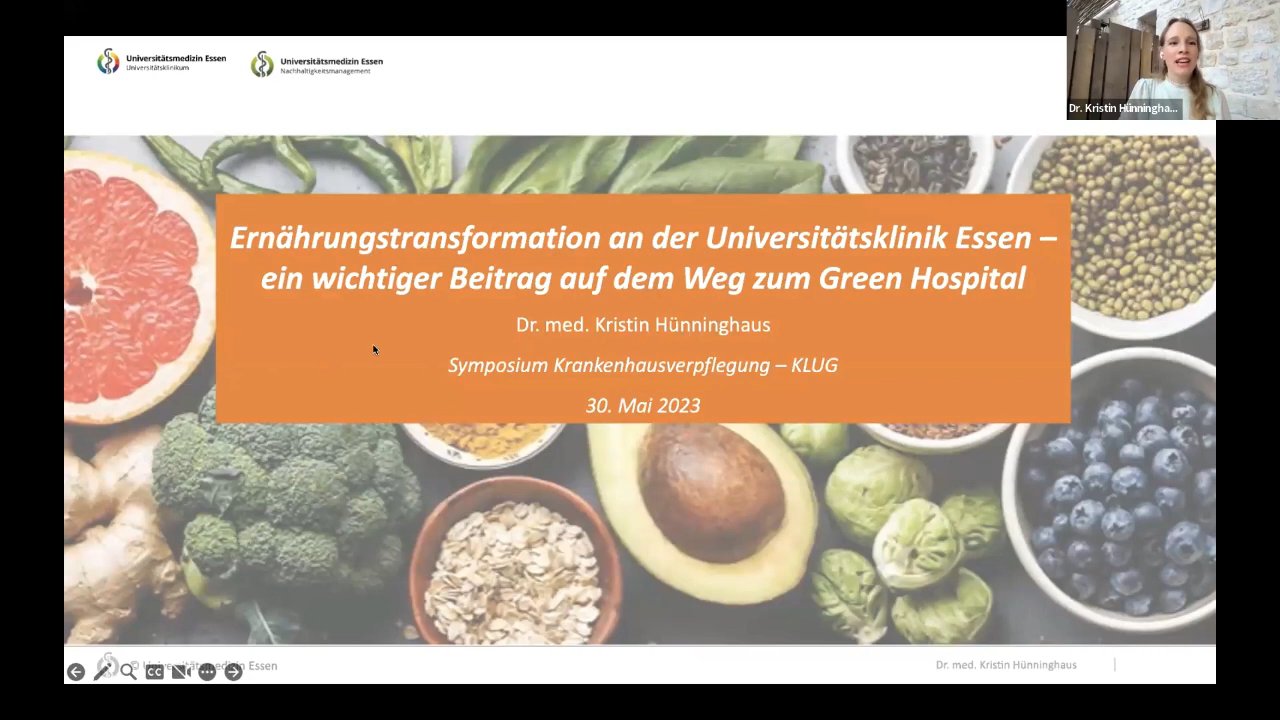 Universitätsmedizin Essen
Universitätsklinikum
Universitätsmedizin Essen
Nachhaltigkeitsmanagement
Dr. Kristin Hünningha...
Ernährungstransformation an der Universitätsklinik Essen –
ein wichtiger Beitrag auf dem Weg zum Green Hospital
Dr. med. Kristin Hünninghaus
Symposium Krankenhausverpflegung – KLUG
30. Mai 2023
© Universitätsmedizin Essen
CC
Dr. med. Kristin Hünninghaus